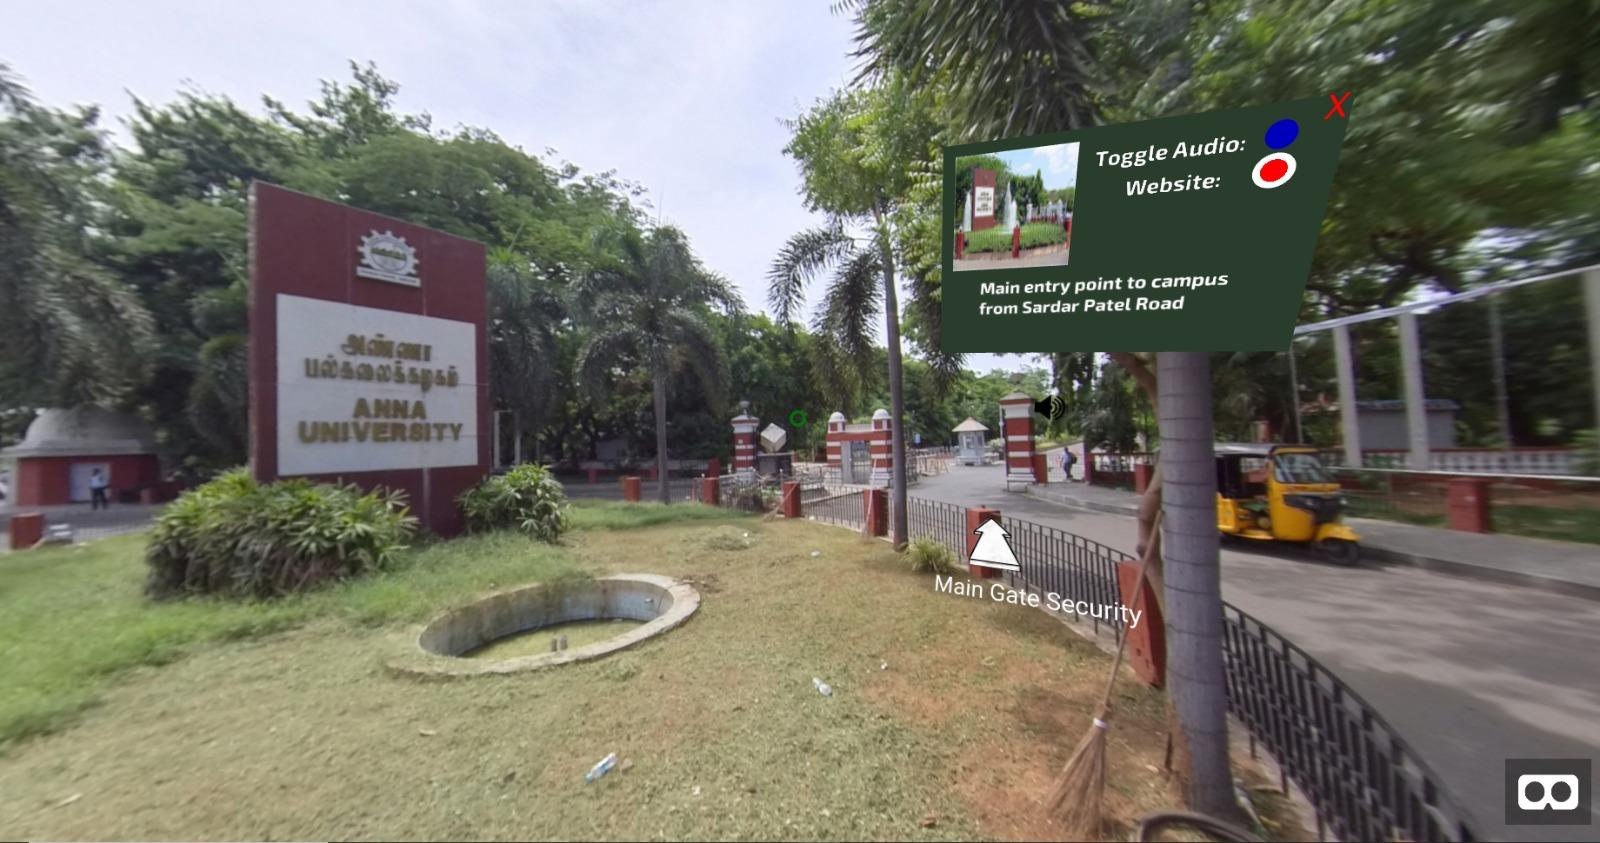 அண்ணா
பல்கலைக்கழகம்
ANNA
UNIVERSITY
Toggle Audio:
Website:
X
Main entry point to campus
from Sardar Patel Road
Main Gate Security